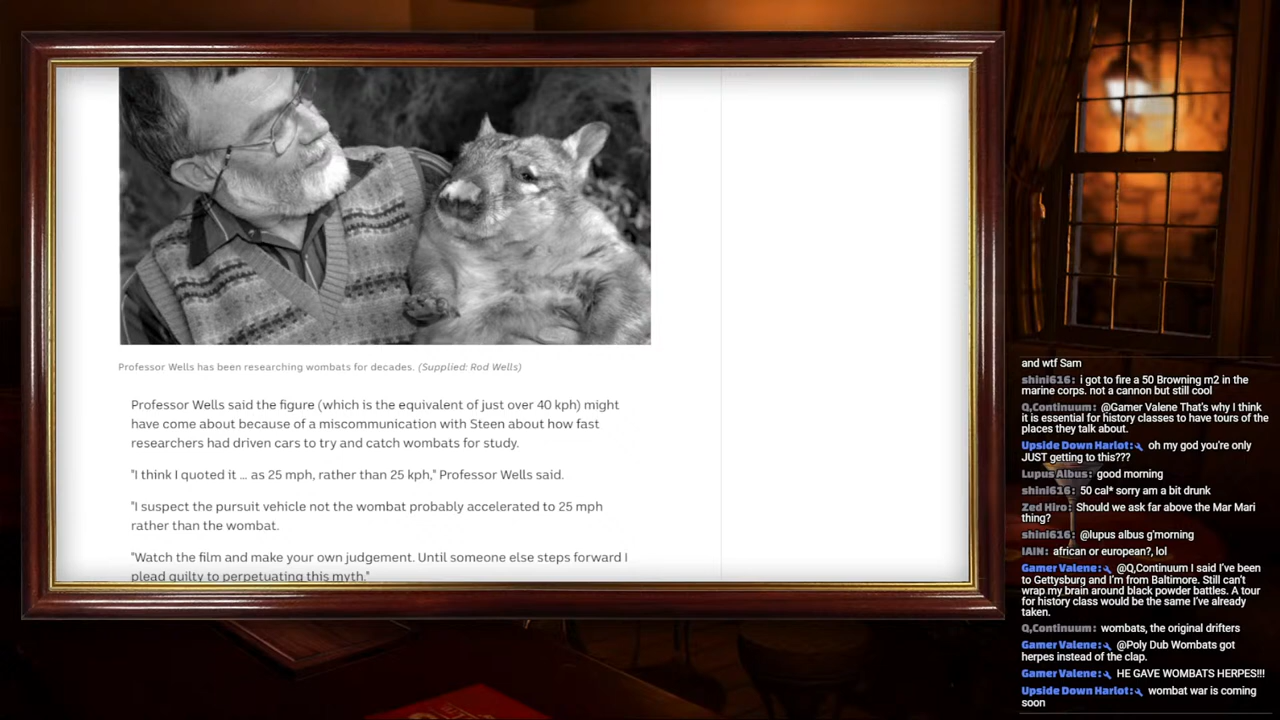 Professor Wells has been researching wombats for decades. (Supplied: Rod Wells)
Professor Wells said the figure (which is the equivalent of just over 40 kph) might
have come about because of a miscommunication with Steen about how fast
researchers had driven cars to try and catch wombats for study.
"I think I quoted it ... as 25 mph, rather than 25 kph," Professor Wells said.
"I suspect the pursuit vehicle not the wombat probably accelerated to 25 mph
rather than the wombat.
"Watch the film and make your own judgement. Until someone else steps forward I
plead guilty to perpetuating this myth."
and wtf Sam
shini616: i got to fire a 50 Browning m2 in the
marine corps. not a cannon but still cool
Q,Continuum: @Gamer Valene That's why I think
it is essential for history classes to have tours of the
places they talk about.
Upside Down Harlot: oh my god you're only
JUST getting to this???
Lupus Albus: good morning
shini616: 50 cal* sorry am a bit drunk
Zed Hiro: Should we ask far above the Mar Mari
thing?
shini616: @lupus albus g'morning
IAIN: african or european?, lol
Gamer Valene: @Q,Continuum I said I've been
to Gettysburg and I'm from Baltimore. Still can't
wrap my brain around black powder battles. A tour
for history class would be the same I've already
taken.
Q,Continuum: wombats, the original drifters
Gamer Valene: @Poly Dub Wombats got
herpes instead of the clap.
Gamer Valene: HE GAVE WOMBATS HERPES!!!
Upside Down Harlot: wombat war is coming
soon